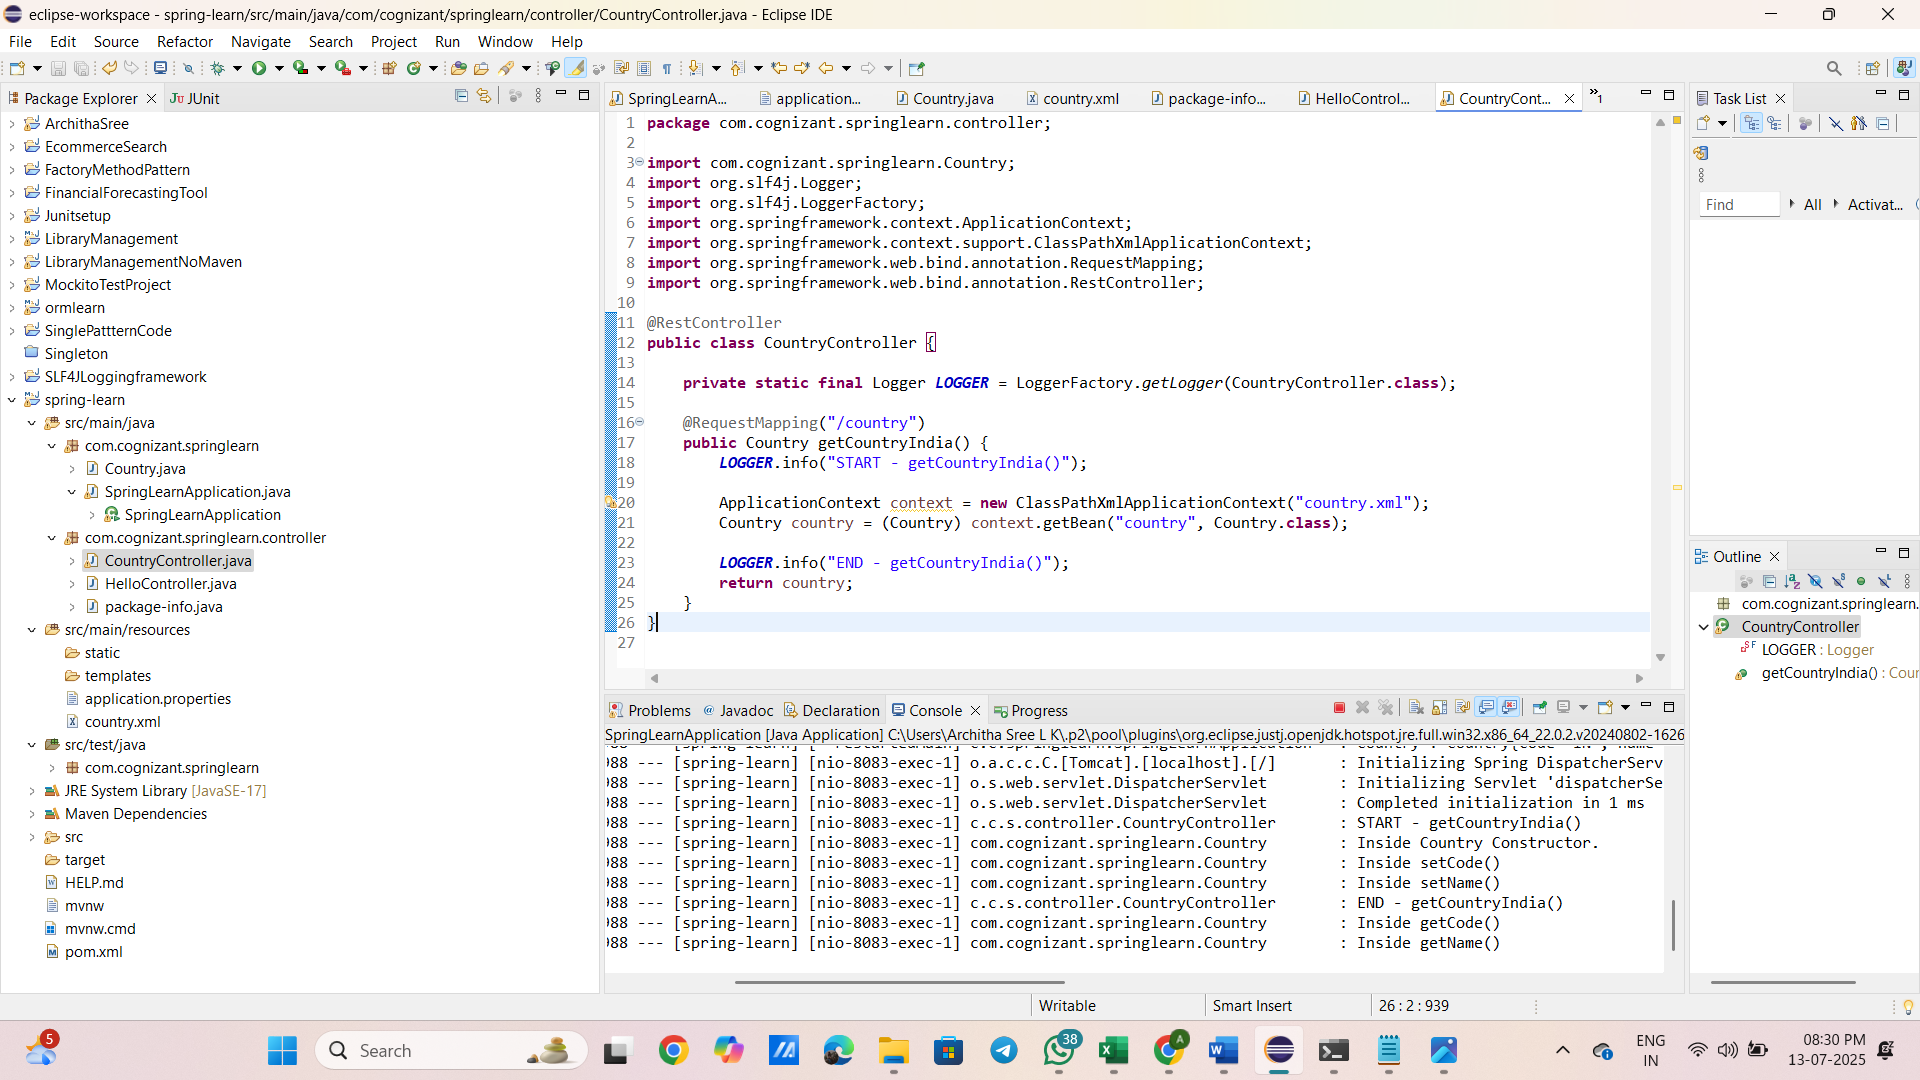 eclipse-workspace - spring-learn/src/main/java/com/cognizant/springlearn/controller/CountryController.java - Eclipse IDE
File Edit Source Refactor Navigate Search Project Run Window Help
Package Explorer
JUnit
ArchithaSree
EcommerceSearch
FactoryMethodPattern
FinancialForecastingTool
Junitsetup
LibraryManagement
LibraryManagementNoMaven
MockitoTestProject
ormlearn
SinglePattternCode
Singleton
SLF4JLoggingframework
spring-learn
src/main/java
com.cognizant.springlearn
Country.java
SpringLearnApplication.java
SpringLearnApplication
com.cognizant.springlearn.controller
CountryController.java
HelloController.java
package-info.java
src/main/resources
static
templates
application.properties
country.xml
src/test/java
com.cognizant.springlearn
JRE System Library [JavaSE-17]
Maven Dependencies
src
target
HELP.md
mvnw
mvnw.cmd
pom.xml
SpringLearnA... application... Country.java country.xml package-info... HelloControl... CountryCont... »1
1 package com.cognizant.springlearn.controller;
2
3 import com.cognizant.springlearn.Country;
4 import org.slf4j.Logger;
5 import org.slf4j.LoggerFactory;
6 import org.springframework.context.ApplicationContext;
7 import org.springframework.context.support.ClassPathXmlApplicationContext;
8 import org.springframework.web.bind.annotation.RequestMapping;
9 import org.springframework.web.bind.annotation.RestController;
10
11 @RestController
12 public class CountryController {
13
14 private static final Logger LOGGER = LoggerFactory.getLogger(CountryController.class);
15
16 @RequestMapping("/country")
17 public Country getCountryIndia() {
18 LOGGER.info("START - getCountryIndia()");
19
20 ApplicationContext context = new ClassPathXmlApplicationContext("country.xml");
21 Country country = (Country) context.getBean("country", Country.class);
22
23 LOGGER.info("END - getCountryIndia()");
24 return country;
25 }
26 }
27
Problems Javadoc Declaration Console Progress
SpringLearnApplication [Java Application] C:\Users\Architha Sree L K\.p2\pool\plugins\org.eclipse.justj.openjdk.hotspot.jre.full.win32.x86_64_22.0.2.v20240802-1626
988 --- [spring-learn] [nio-8083-exec-1] o.a.c.c.C.[Tomcat].[localhost].[/] : Initializing Spring DispatcherServ
988 --- [spring-learn] [nio-8083-exec-1] o.s.web.servlet.DispatcherServlet : Initializing Servlet 'dispatcherSe
988 --- [spring-learn] [nio-8083-exec-1] o.s.web.servlet.DispatcherServlet : Completed initialization in 1 ms
988 --- [spring-learn] [nio-8083-exec-1] c.c.s.controller.CountryController : START - getCountryIndia()
988 --- [spring-learn] [nio-8083-exec-1] com.cognizant.springlearn.Country : Inside Country Constructor.
988 --- [spring-learn] [nio-8083-exec-1] com.cognizant.springlearn.Country : Inside setCode()
988 --- [spring-learn] [nio-8083-exec-1] com.cognizant.springlearn.Country : Inside setName()
988 --- [spring-learn] [nio-8083-exec-1] c.c.s.controller.CountryController : END - getCountryIndia()
988 --- [spring-learn] [nio-8083-exec-1] com.cognizant.springlearn.Country : Inside getCode()
988 --- [spring-learn] [nio-8083-exec-1] com.cognizant.springlearn.Country : Inside getName()
Task List
Find All Activat...
Outline
com.cognizant.springlearn.
CountryController
LOGGER : Logger
getCountryIndia() : Cour
Writable Smart Insert 26 : 2 : 939
5
Search
38
A
ENG
IN
08:30 PM
13-07-2025